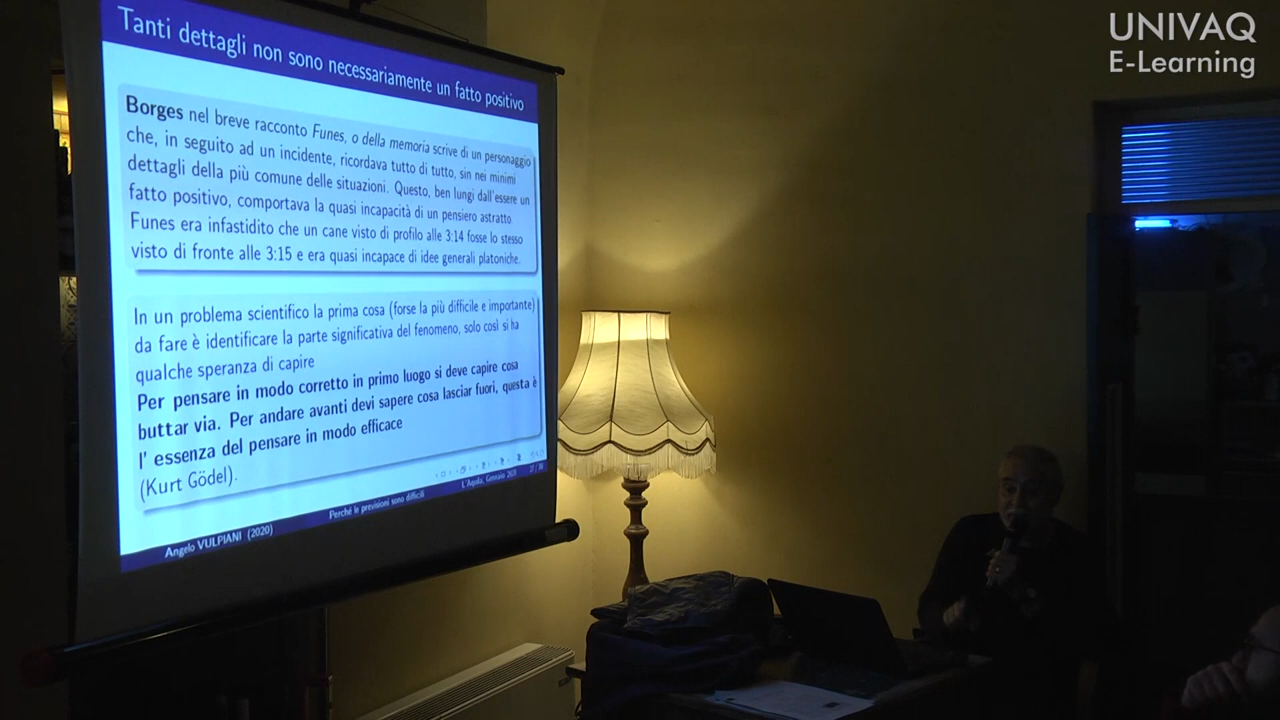 UNIVAQ
E-Learning
Tanti dettagli non sono necessariamente un fatto positivo
Borges nel breve racconto Funes, o della memoria scrive di un personaggio
che, in seguito ad un incidente, ricordava tutto di tutto, sin nei minimi
dettagli della più comune delle situazioni. Questo, ben lungi dall'essere un
fatto positivo, comportava la quasi incapacità di un pensiero astratto.
Funes era infastidito che un cane visto di profilo alle 3:14 fosse lo stesso
visto di fronte alle 3:15 e era quasi incapace di idee generali platoniche.
In un problema scientifico la prima cosa (forse la più difficile e importante)
da fare è identificare la parte significativa del fenomeno, solo così si ha
qualche speranza di capire
Per pensare in modo corretto in primo luogo si deve capire cosa
buttar via. Per andare avanti devi sapere cosa lasciar fuori, questa è
l' essenza del pensare in modo efficace
(Kurt Gödel).
Angelo VULPIANI (2020) Perché le previsioni sono difficili L'Aquila, Gennaio